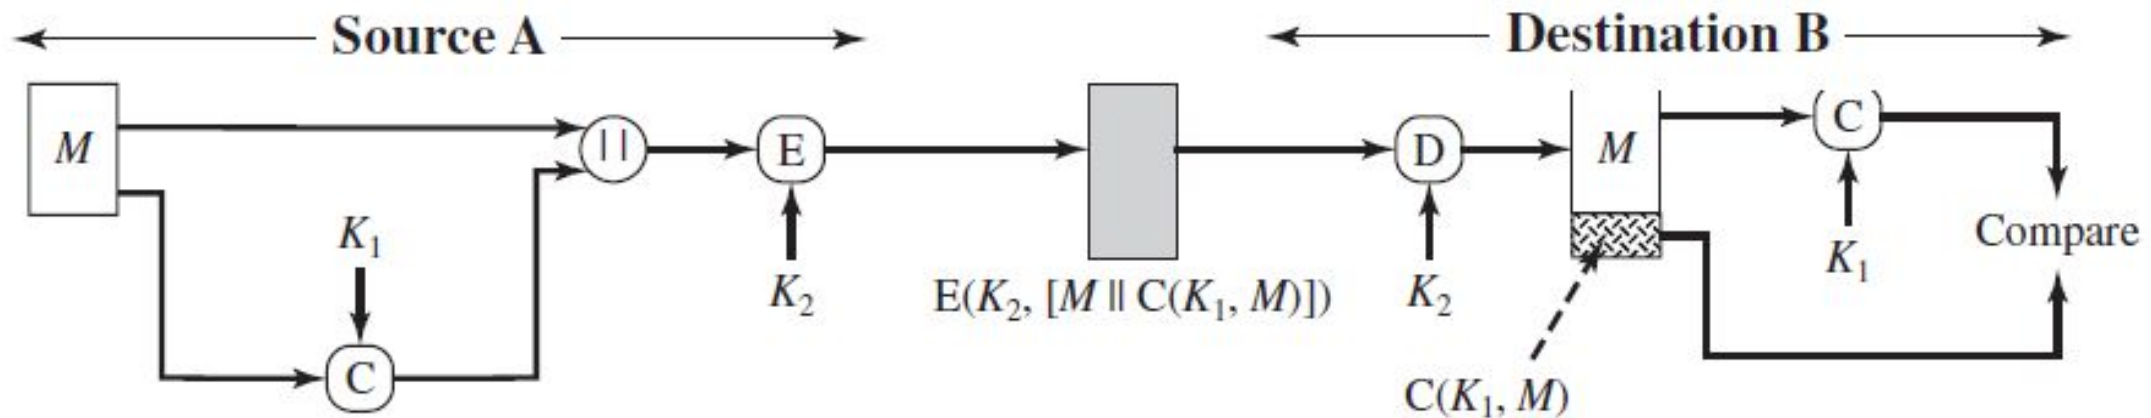 Source A
Destination B
M
||
E
D
M
C
K₁
K₂
E(K₂, [M || C(K₁, M)])
K₂
K₁
Compare
C
C(K₁, M)